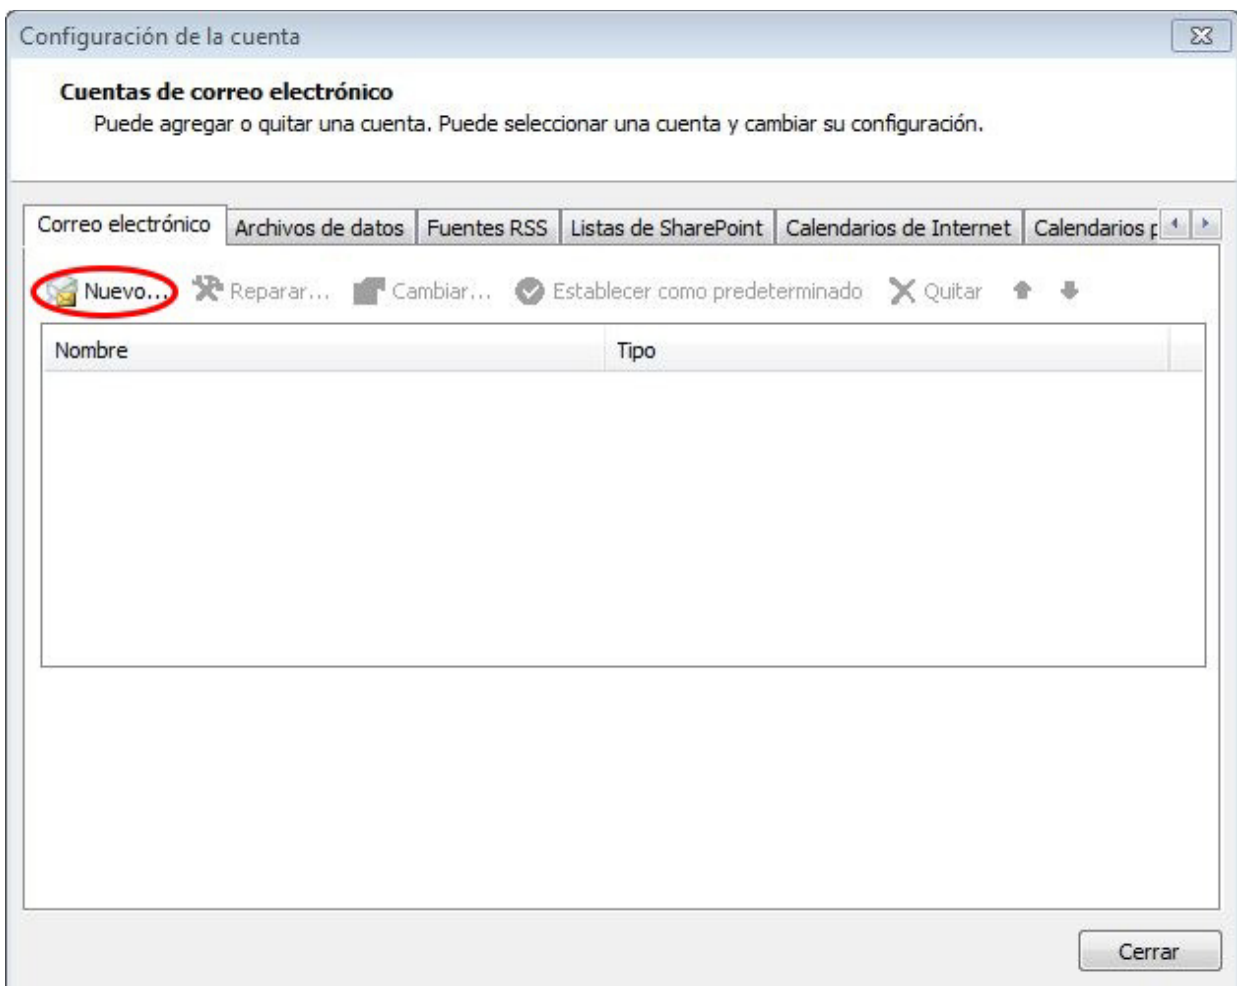 Configuración de la cuenta
Cuentas de correo electrónico
Puede agregar o quitar una cuenta. Puede seleccionar una cuenta y cambiar su configuración.
Correo electrónico Archivos de datos Fuentes RSS Listas de SharePoint Calendarios de Internet Calendarios
Nuevo... Reparar... Cambiar... Establecer como predeterminado Quitar
Nombre Tipo
Cerrar